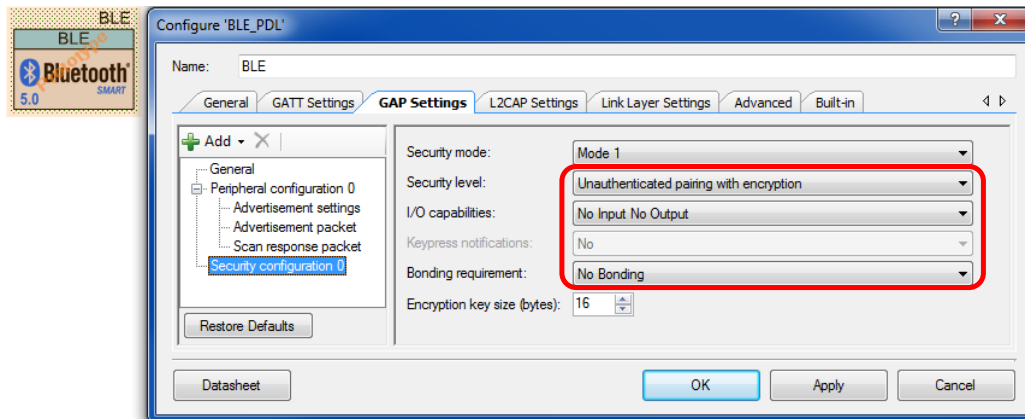 BLE
BLE
Prototype
Bluetooth
SMART
5.0
Configure 'BLE_PDL'
Name: BLE
General GATT Settings GAP Settings L2CAP Settings Link Layer Settings Advanced Built-in
Add
General
Peripheral configuration 0
Advertisement settings
Advertisement packet
Scan response packet
Security configuration 0
Restore Defaults
Security mode: Mode 1
Security level: Unauthenticated pairing with encryption
I/O capabilities: No Input No Output
Keypress notifications: No
Bonding requirement: No Bonding
Encryption key size (bytes): 16
Datasheet OK Apply Cancel